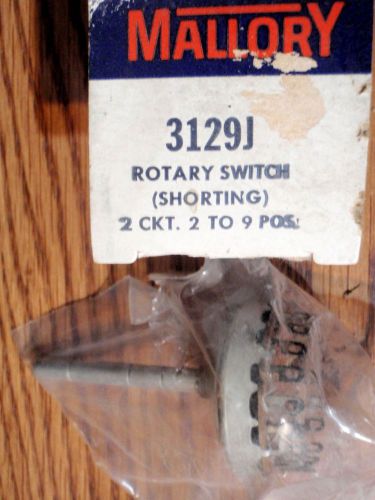 MALLORY
3129J
ROTARY SWITCH
(SHORTING)
2 CKT. 2 TO 9 POS.